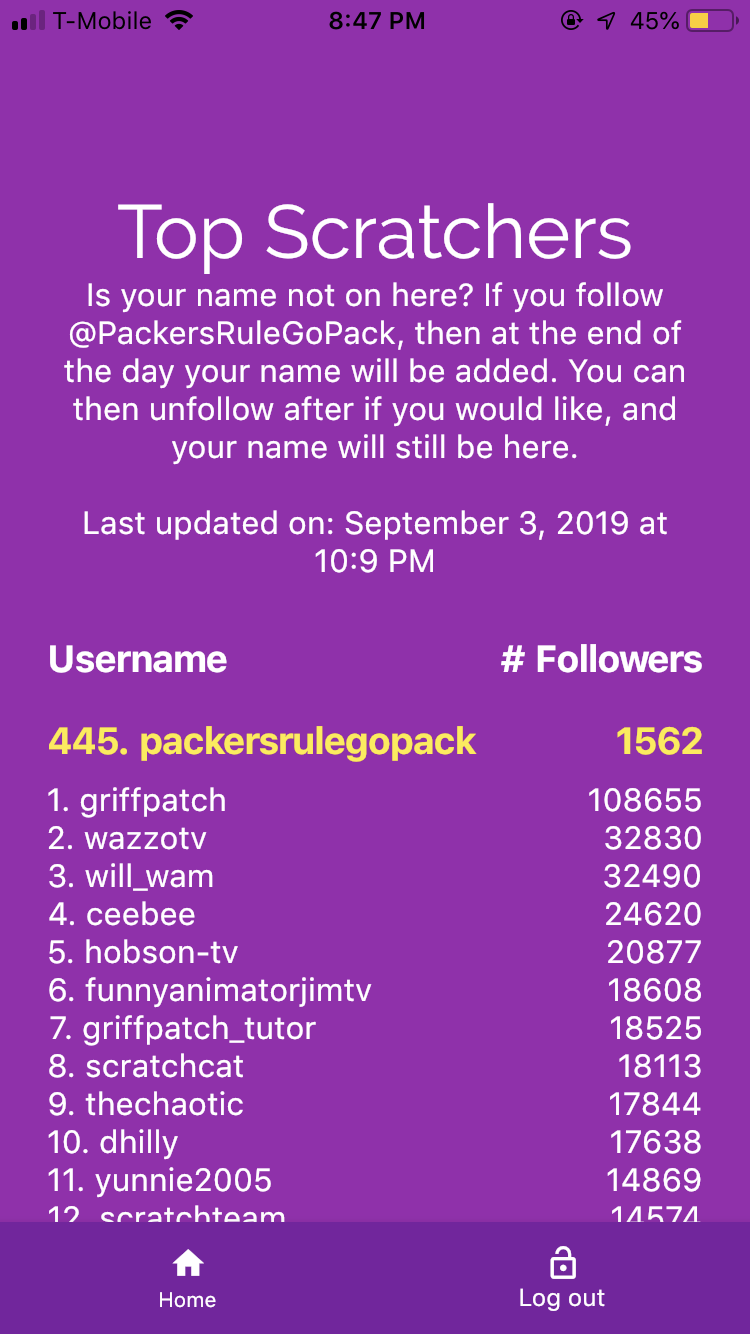 T-Mobile 8:47 PM 45%
Top Scratchers
Is your name not on here? If you follow
@PackersRuleGoPack, then at the end of
the day your name will be added. You can
then unfollow after if you would like, and
your name will still be here.
Last updated on: September 3, 2019 at
10:9 PM
Username # Followers
445. packersrulegopack 1562
1. griffpatch 108655
2. wazzotv 32830
3. will_wam 32490
4. ceebee 24620
5. hobson-tv 20877
6. funnyanimatorjimtv 18608
7. griffpatch_tutor 18525
8. scratchcat 18113
9. thechaotic 17844
10. dhilly 17638
11. yunnie2005 14869
12. scratchteam 14574
Home Log out